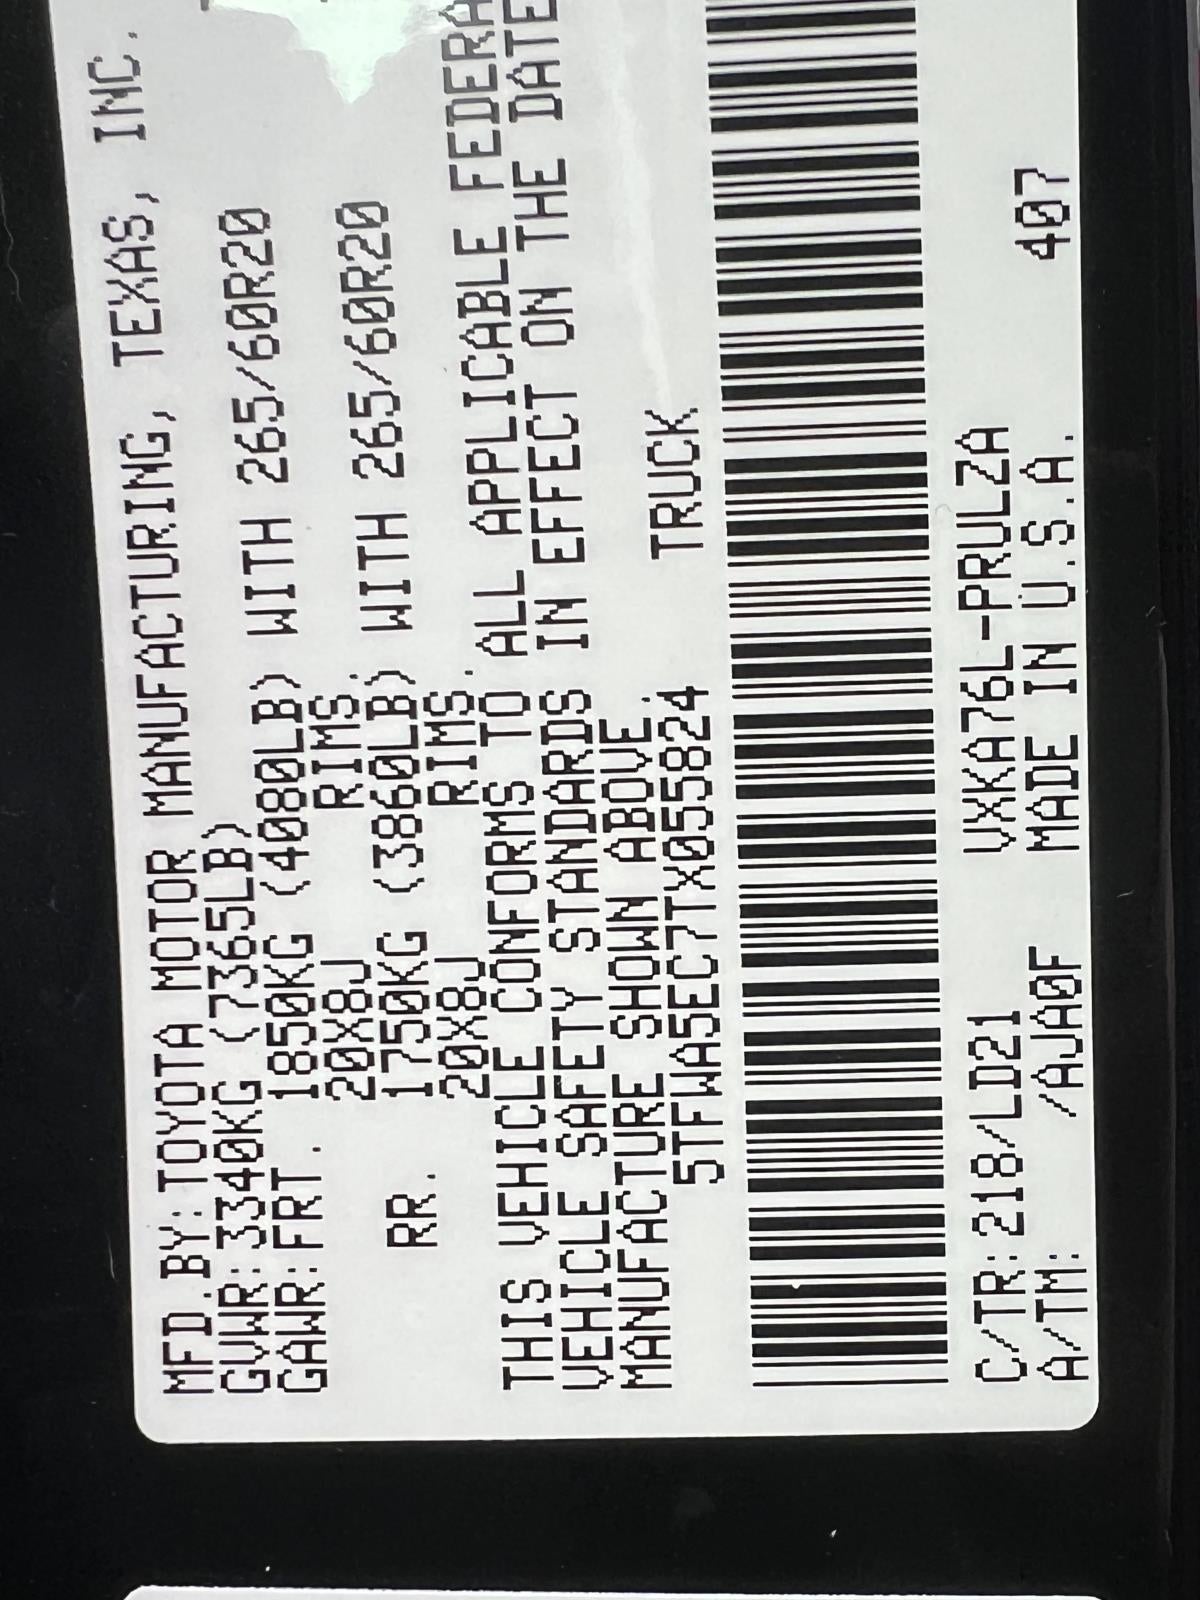 MFD.BY:TOYOTA MOTOR MANUFACTURING, TEXAS, INC.
GVWR:3340KG (7365LB)
GAWR:FRT. 1850KG (4080LB) WITH 265/60R20
20X8J RIMS.
RR. 1750KG (3860LB) WITH 265/60R20
20X8J RIMS.
THIS VEHICLE CONFORMS TO ALL APPLICABLE FEDERA
VEHICLE SAFETY STANDARDS IN EFFECT ON THE DATE
MANUFACTURE SHOWN ABOVE.
5TFWA5EC7TX055824 TRUCK
C/TR:218/LD21 VXKA76L-PRULZA
A/TM: /AJA0F MADE IN U.S.A. 407